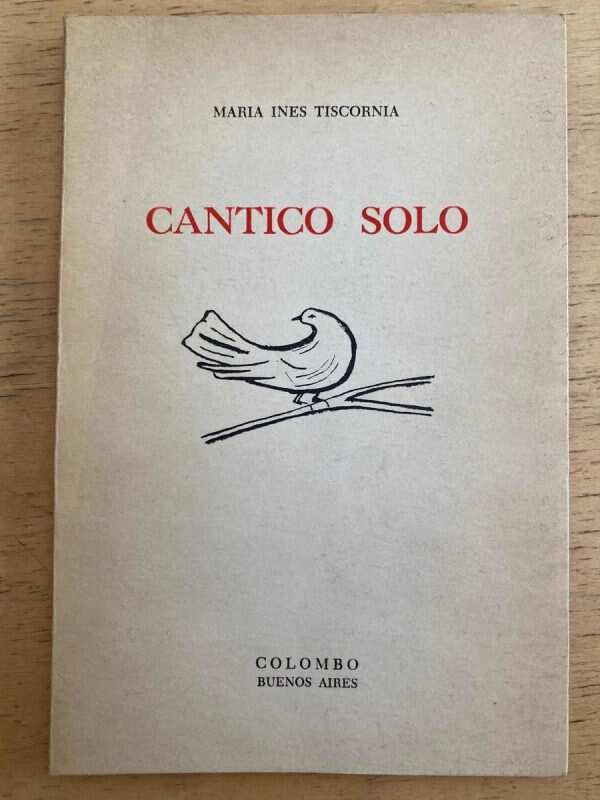 MARIA INES TISCORNIA
CANTICO SOLO
COLOMBO
BUENOS AIRES